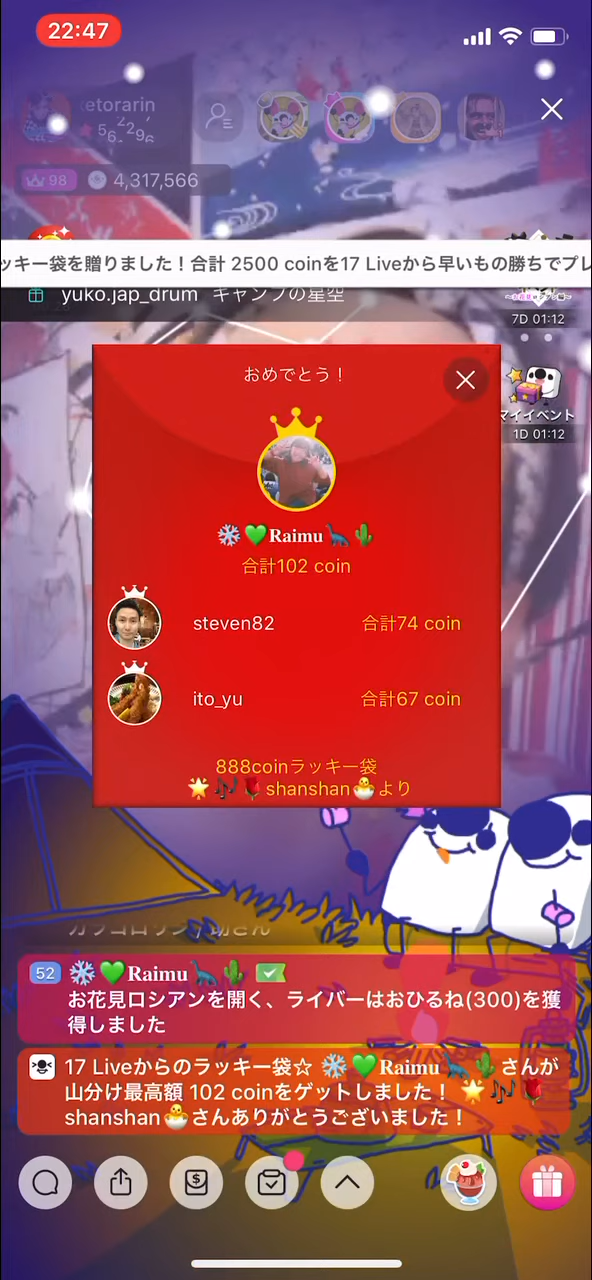 22:47
etorarin
98
4,317,566
ッキー袋を贈りました！合計 2500 coinを17 Liveから早いもの勝ちでプレ
yuko.jap_drum キャンプの星空
7D 01:12
マイイベント
1D 01:12
おめでとう！
❄️💚Raimu🦕🌵
合計102 coin
steven82 合計74 coin
ito_yu 合計67 coin
888coinラッキー袋
🌟🎶🌹shanshan🐣より
52 ❄️💚Raimu🦕🌵
お花見ロシアンを開く、ライバーはおひるね(300)を獲
得しました
17 Liveからのラッキー袋☆ ❄️💚Raimu🦕🌵さんが
山分け最高額 102 coinをゲットしました！ 🌟🎶🌹
shanshan🐣さんありがとうございました！